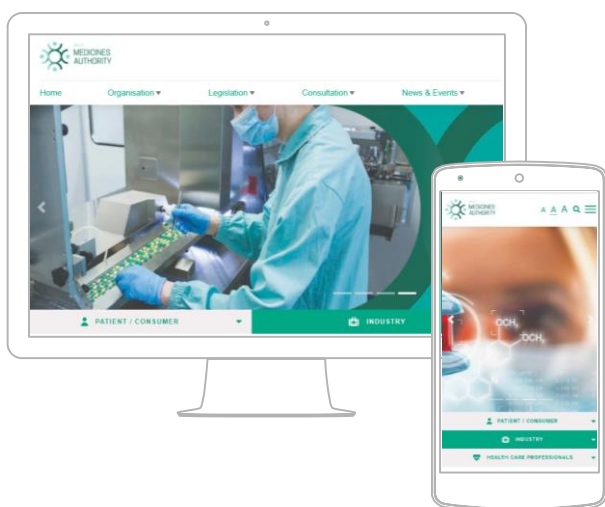 MEDICINES
AUTHORITY
Home Organisation Legislation Consultation News & Events
PATIENT / CONSUMER INDUSTRY
MEDICINES
AUTHORITY
A A A
OCH3
OCH3
PATIENT / CONSUMER
INDUSTRY
HEALTH CARE PROFESSIONALS